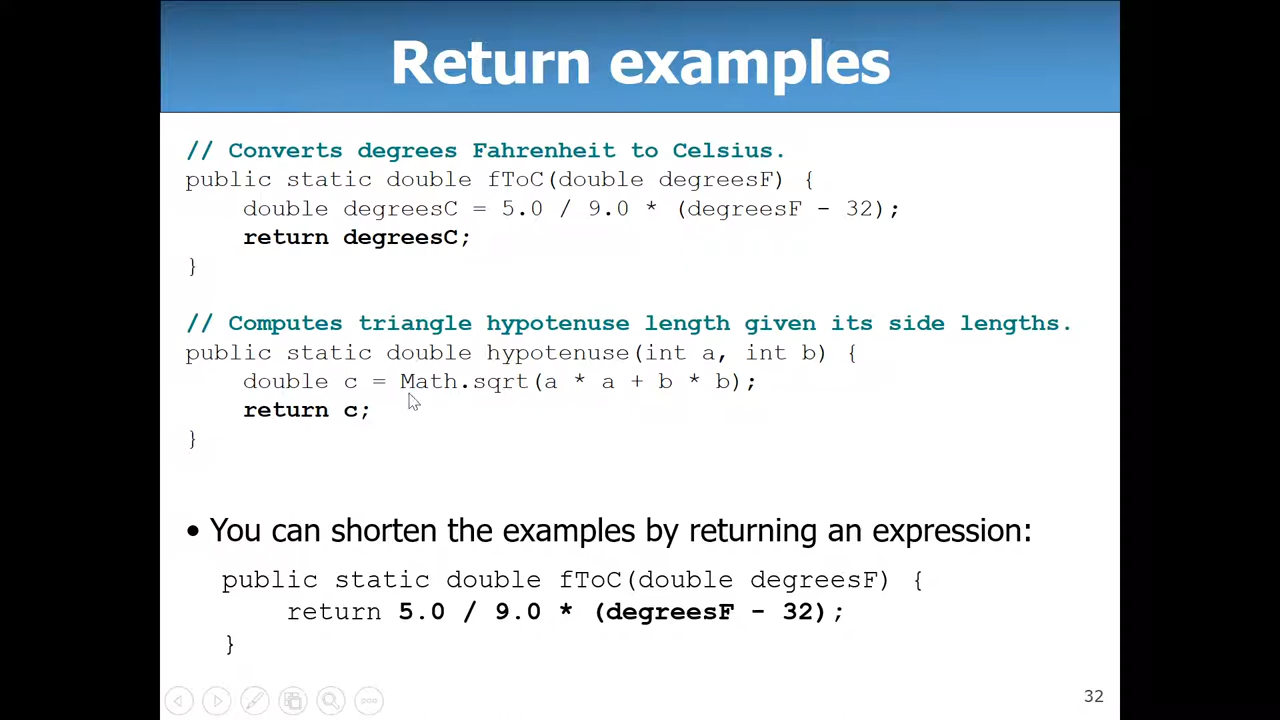 Return examples
// Converts degrees Fahrenheit to Celsius.
public static double fToC(double degreesF) {
    double degreesC = 5.0 / 9.0 * (degreesF - 32);
    return degreesC;
}
// Computes triangle hypotenuse length given its side lengths.
public static double hypotenuse(int a, int b) {
    double c = Math.sqrt(a * a + b * b);
    return c;
}
• You can shorten the examples by returning an expression:
public static double fToC(double degreesF) {
    return 5.0 / 9.0 * (degreesF - 32);
}
32